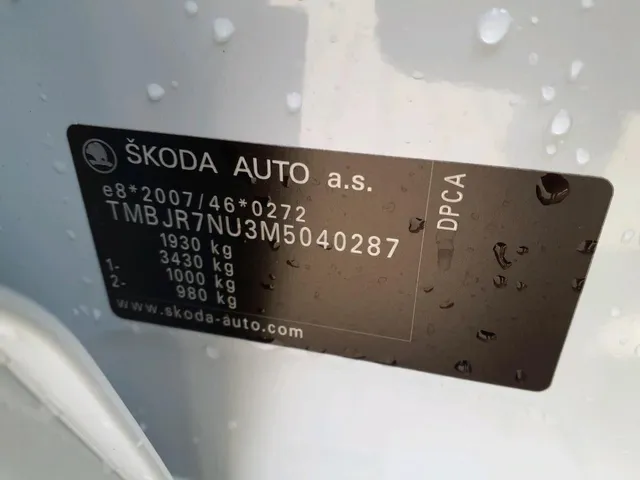 ŠKODA AUTO a.s.
e8*2007/46*0272
TMBJR7NU3M5040287
1930 kg
3430 kg
1- 1000 kg
2- 980 kg
www.skoda-auto.com
DPCA